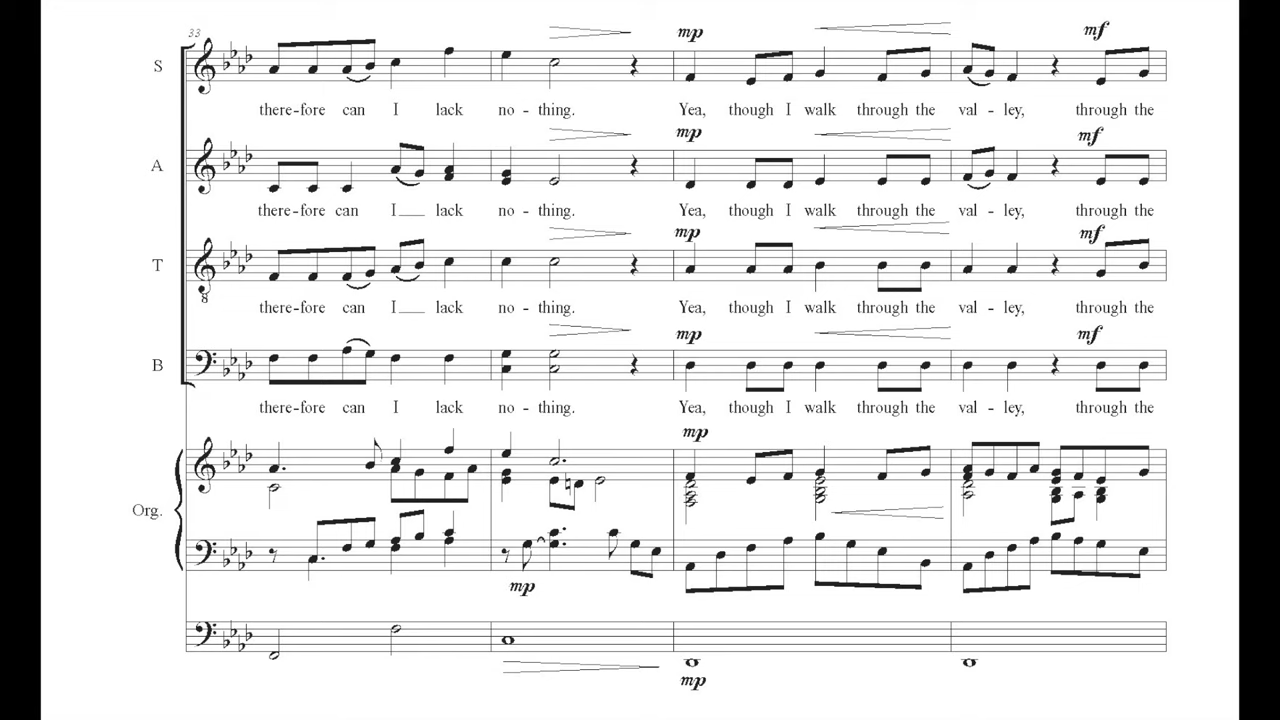 33
mp
mf
S
there-fore can I lack no - thing. Yea, though I walk through the val - ley, through the
mp
mf
A
there-fore can I__ lack no - thing. Yea, though I walk through the val - ley, through the
mp
mf
T
8
there-fore can I__ lack no - thing. Yea, though I walk through the val - ley, through the
mp
mf
B
there-fore can I lack no - thing. Yea, though I walk through the val - ley, through the
mp
Org.
mp
mp